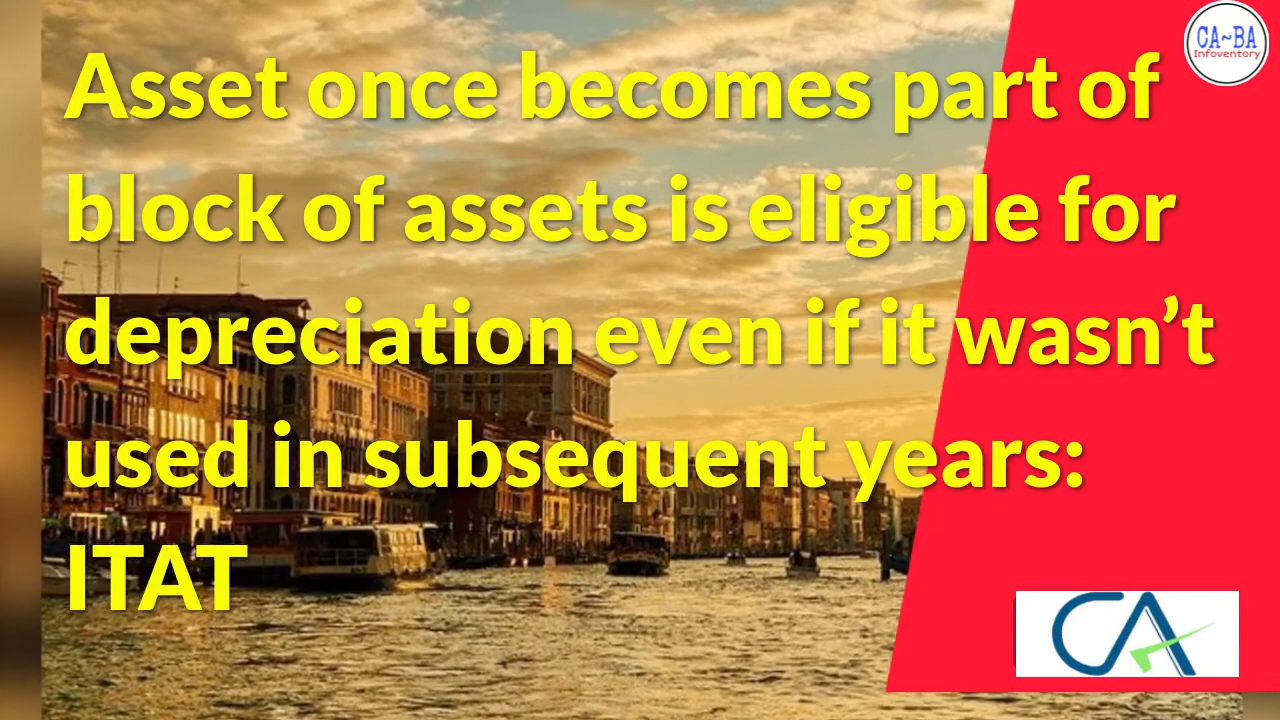 CA~BA
Infoventory
Asset once becomes part of
block of assets is eligible for
depreciation even if it wasn’t
used in subsequent years:
ITAT
CA